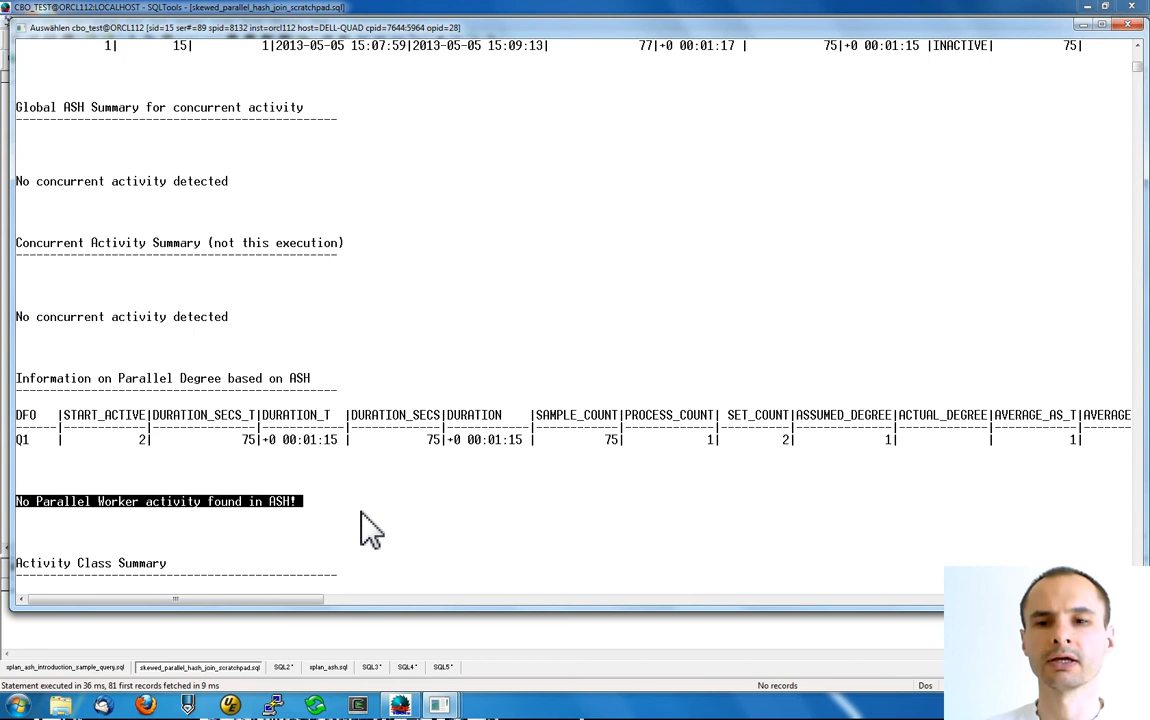 CBO_TEST@ORCL112:LOCALHOST - SQLTools - [skewed_parallel_hash_join_scratchpad.sql]
Auswählen cbo_test@ORCL112 [sid=15 ser#=89 spid=8132 inst=orcl112 host=DELL-QUAD cpid=7644:5964 opid=28]
1| 15| 1|2013-05-05 15:07:59|2013-05-05 15:09:13| 77|+0 00:01:17 | 75|+0 00:01:15 |INACTIVE| 75|
Global ASH Summary for concurrent activity
-----------------------------------------------
No concurrent activity detected
Concurrent Activity Summary (not this execution)
-----------------------------------------------
No concurrent activity detected
Information on Parallel Degree based on ASH
-----------------------------------------------
DFO |START_ACTIVE|DURATION_SECS_T|DURATION_T |DURATION_SECS|DURATION |SAMPLE_COUNT|PROCESS_COUNT| SET_COUNT|ASSUMED_DEGREE|ACTUAL_DEGREE|AVERAGE_AS_T|AVERAGE
------|------------|---------------|------------|-------------|------------|------------|-------------|----------|--------------|-------------|------------|-------
Q1 | 2| 75|+0 00:01:15 | 75|+0 00:01:15 | 75| 1| 2| 1| | 1|
No Parallel Worker activity found in ASH!
Activity Class Summary
-----------------------------------------------
splan_ash_introduction_sample_query.sql skewed_parallel_hash_join_scratchpad.sql SQL2* splan_ash.sql SQL3* SQL4* SQL5*
Statement executed in 36 ms, 81 first records fetched in 9 ms No records Dos